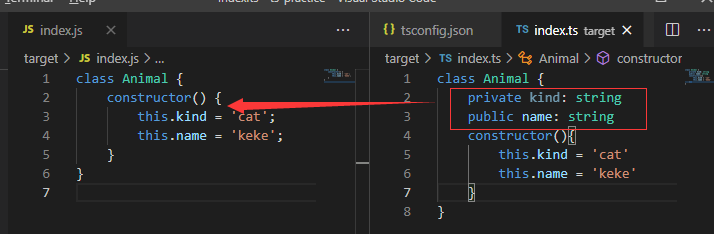 Terminal Help
JS index.js ×
...
target > JS index.js > ...
1 class Animal {
2 constructor() {
3 this.kind = 'cat';
4 this.name = 'keke';
5 }
6 }
7
tsconfig.json
TS index.ts target ×
...
target > TS index.ts > Animal > constructor
1 class Animal {
2 private kind: string
3 public name: string
4 constructor(){
5 this.kind = 'cat'
6 this.name = 'keke'
7 }
8 }